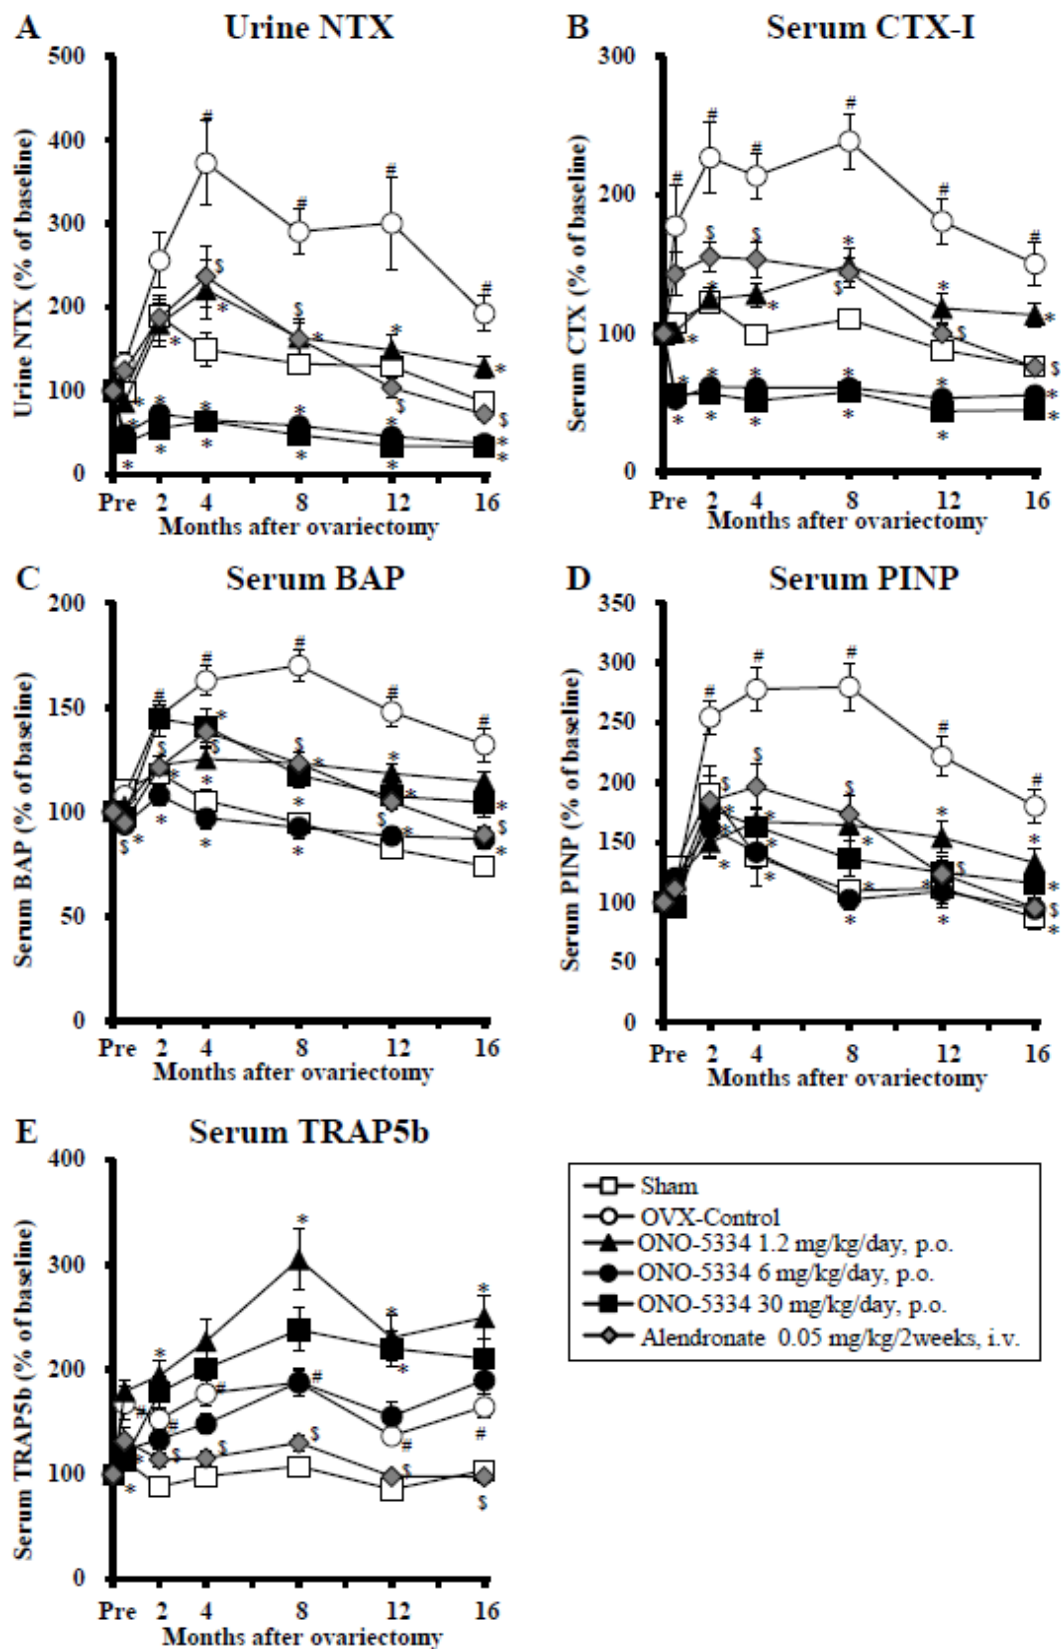 A Urine NTX
Urine NTX (% of baseline)
500
400
300
200
100
0
Pre 2 4 8 12 16
Months after ovariectomy
B Serum CTX-I
Serum CTX (% of baseline)
300
200
100
0
Pre 2 4 8 12 16
Months after ovariectomy
C Serum BAP
Serum BAP (% of baseline)
200
150
100
50
0
Pre 2 4 8 12 16
Months after ovariectomy
D Serum PINP
Serum PINP (% of baseline)
350
300
250
200
150
100
50
0
Pre 2 4 8 12 16
Months after ovariectomy
E Serum TRAP5b
Serum TRAP5b (% of baseline)
400
300
200
100
0
Pre 2 4 8 12 16
Months after ovariectomy
Sham
OVX-Control
ONO-5334 1.2 mg/kg/day, p.o.
ONO-5334 6 mg/kg/day, p.o.
ONO-5334 30 mg/kg/day, p.o.
Alendronate 0.05 mg/kg/2weeks, i.v.